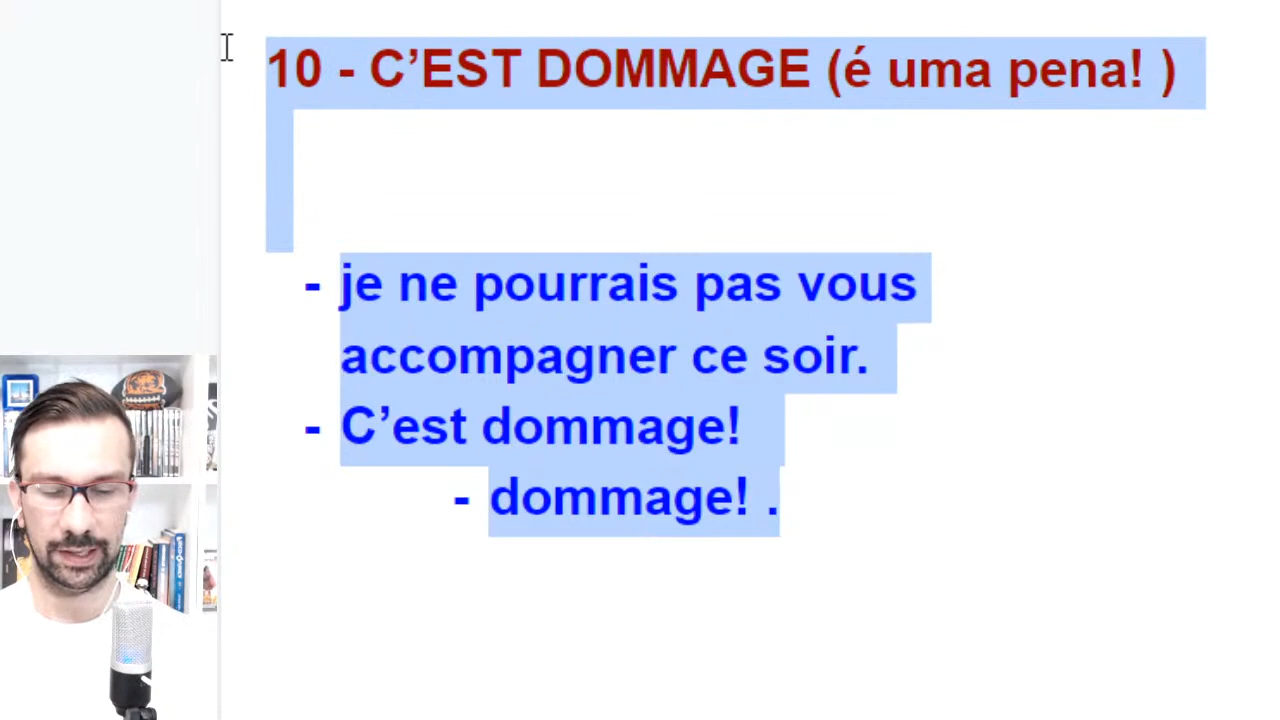 10 - C’EST DOMMAGE (é uma pena! )
- je ne pourrais pas vous
accompagner ce soir.
- C’est dommage!
- dommage! .